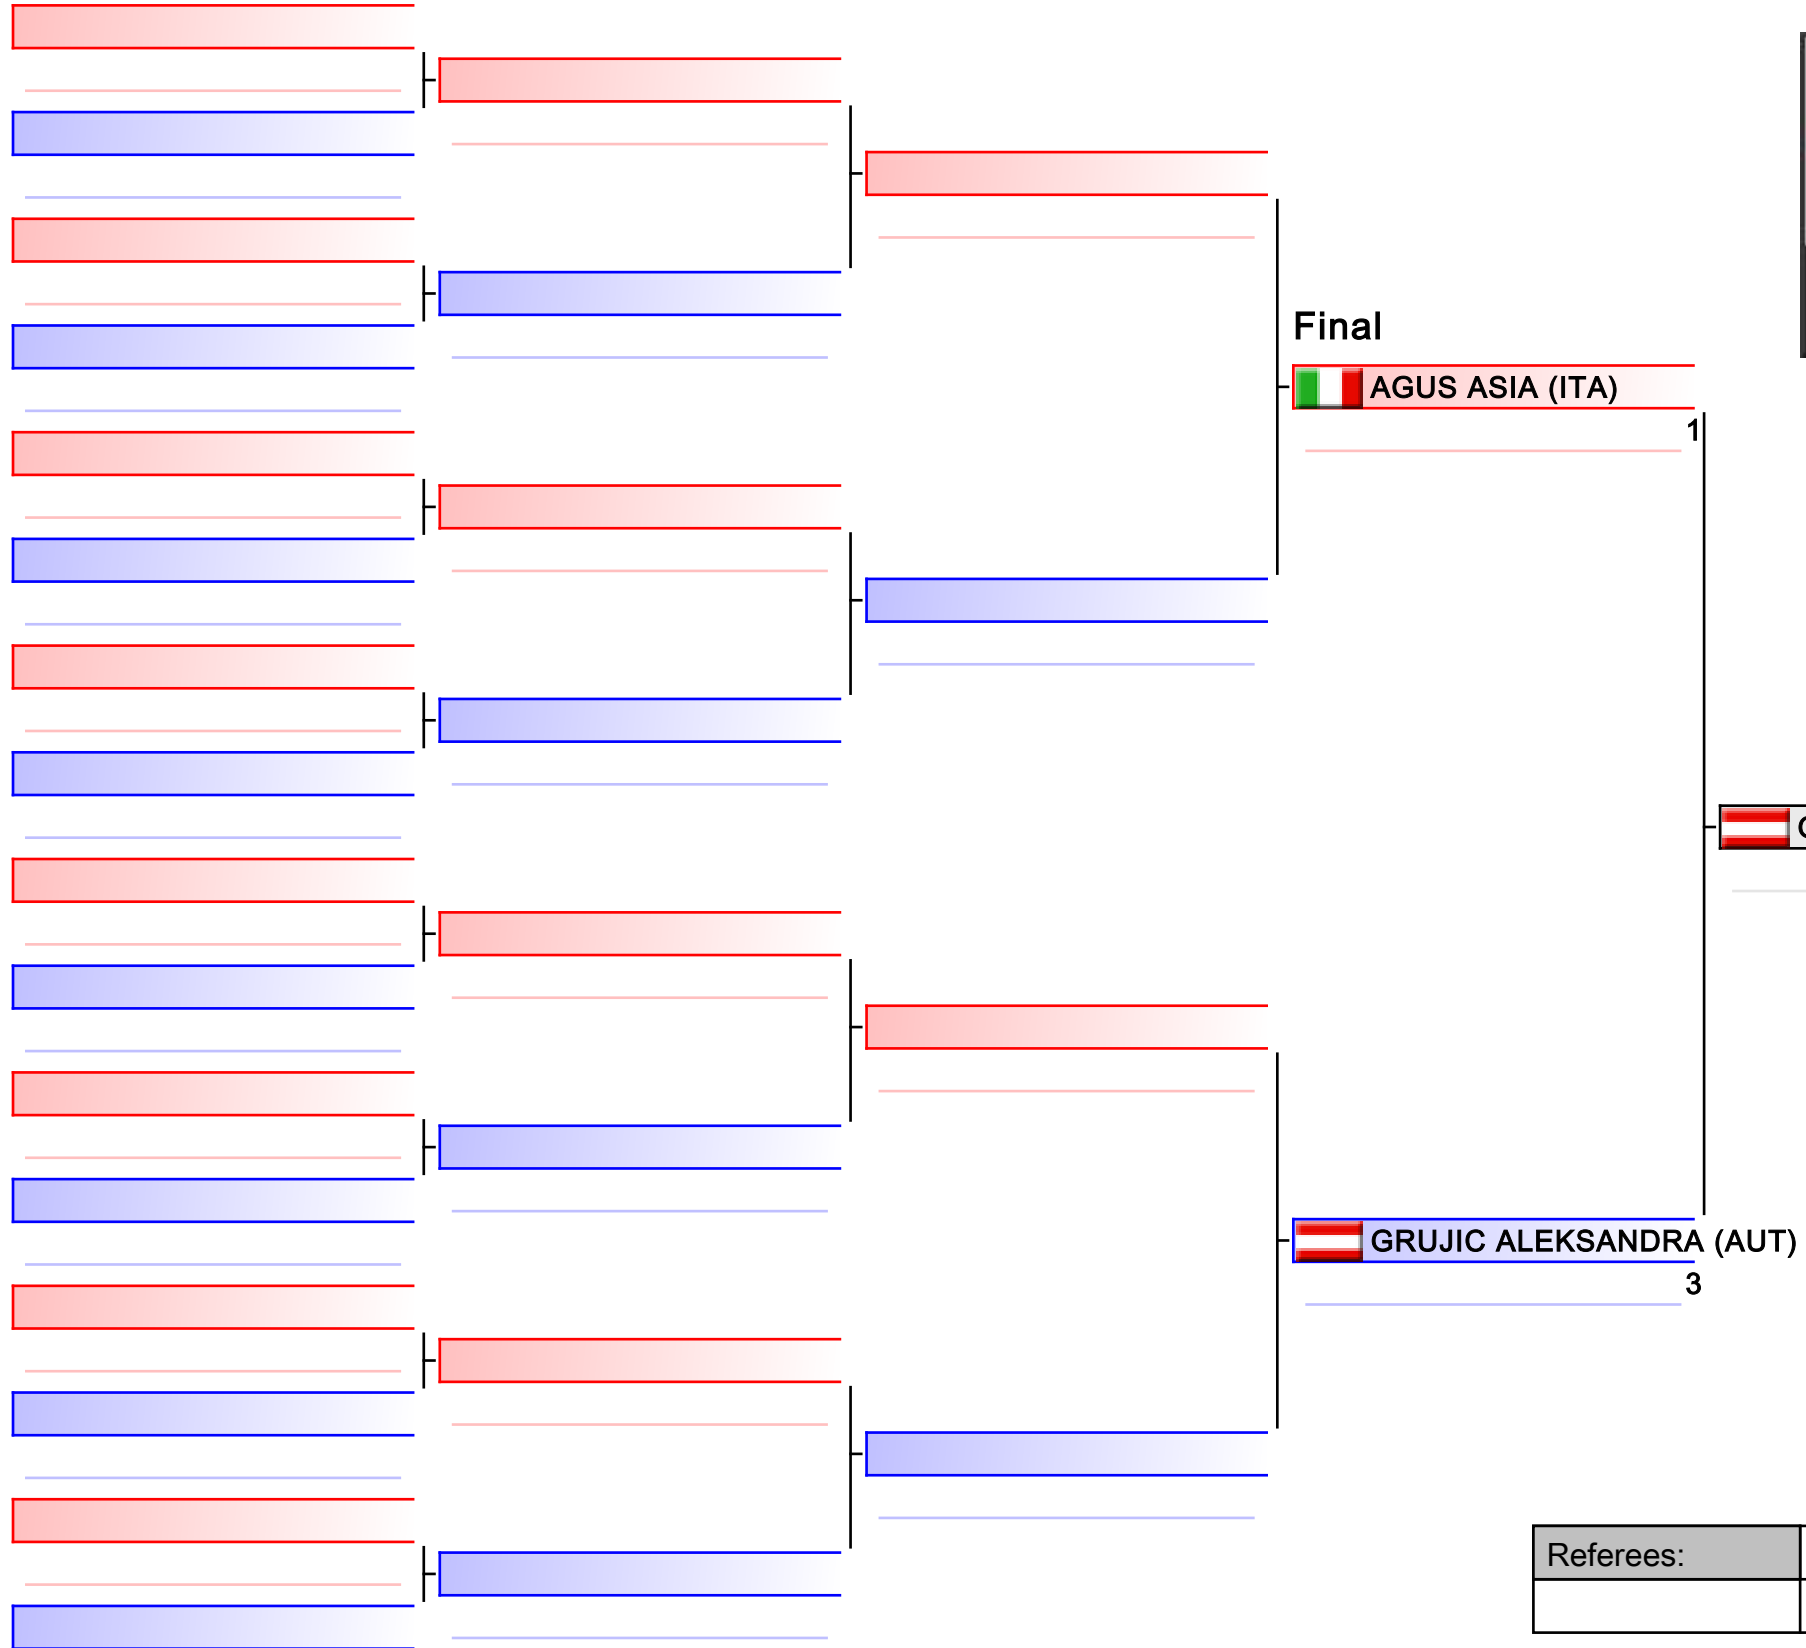 Final
AGUS ASIA (ITA)
1
GRUJIC ALEKSANDRA (AUT)
3
Referees: